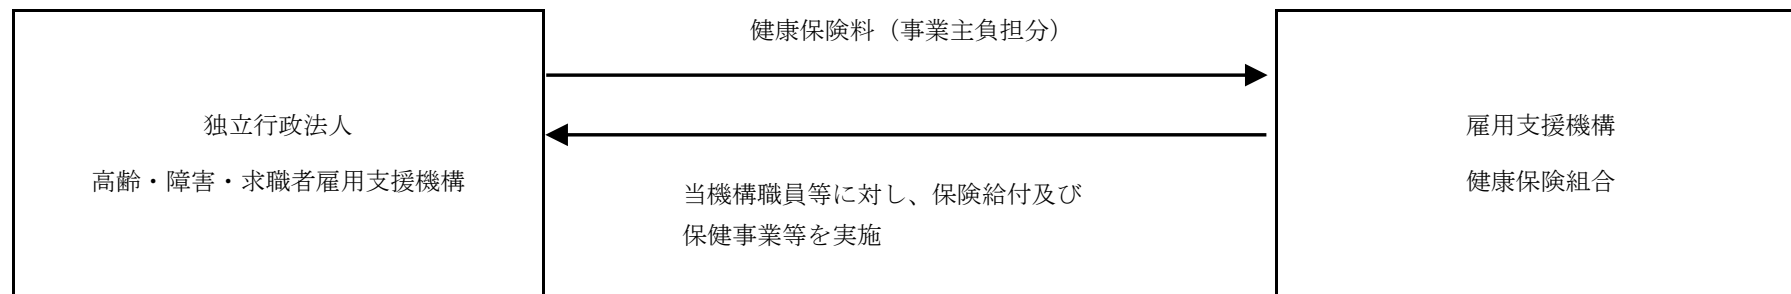 健康保険料（事業主負担分）
独立行政法人
高齢・障害・求職者雇用支援機構
当機構職員等に対し、保険給付及び
保健事業等を実施
雇用支援機構
健康保険組合